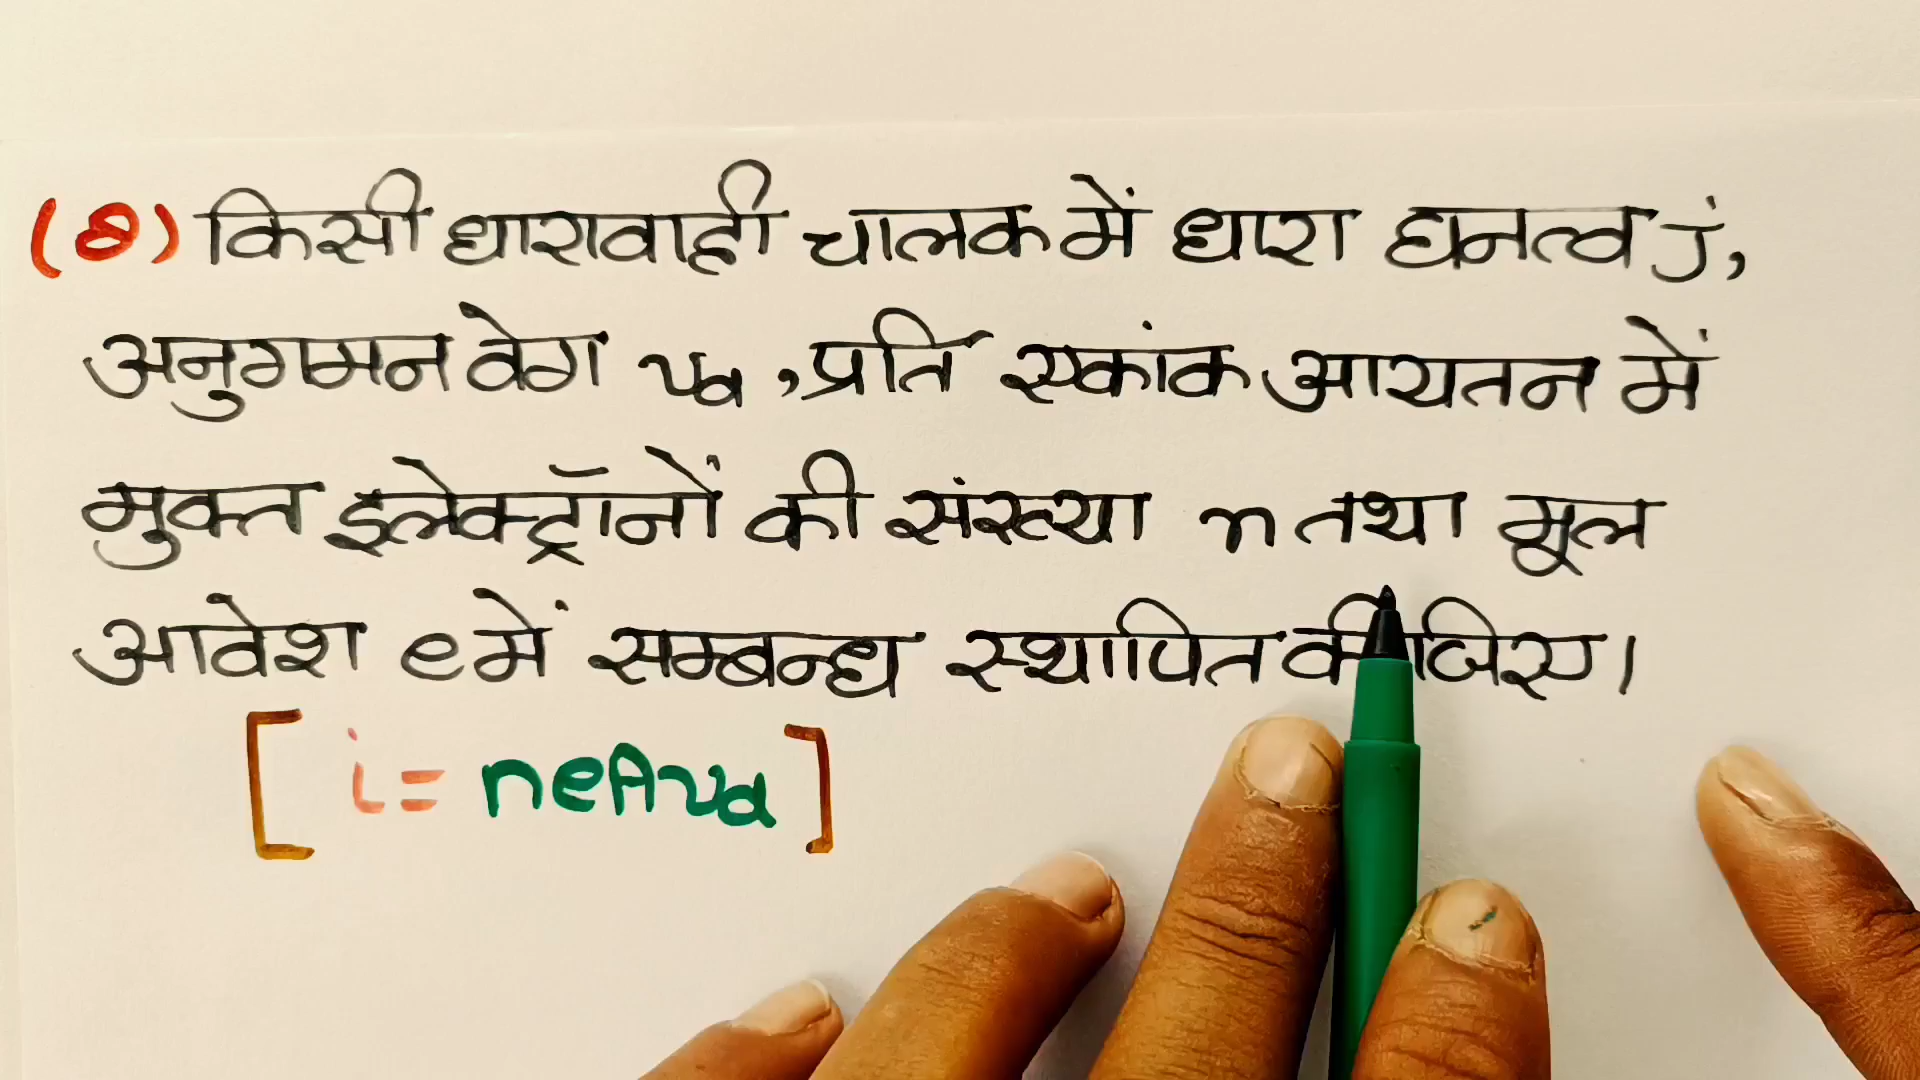 (8) किसी धारावाही चालक में धारा घनत्व j,
अनुगमन वेग vd, प्रति एकांक आयतन में
मुक्त इलेक्ट्रॉनों की संख्या n तथा मूल
आवेश e में सम्बन्ध स्थापित कीजिए।
[ i = neAvd ]